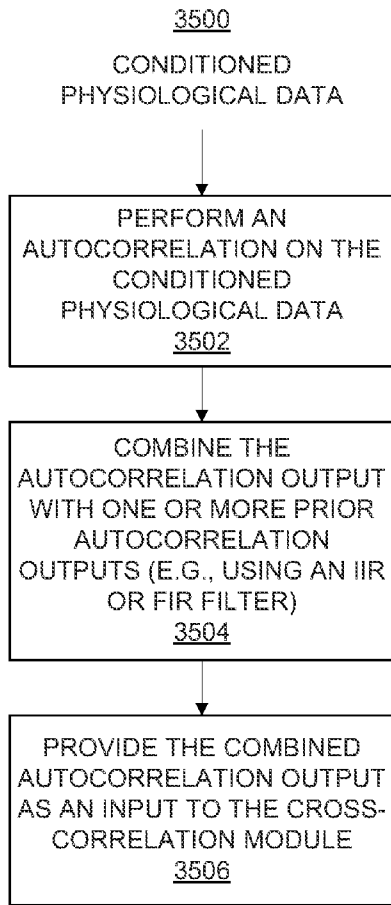 3500
CONDITIONED
PHYSIOLOGICAL DATA
PERFORM AN
AUTOCORRELATION ON THE
CONDITIONED
PHYSIOLOGICAL DATA
3502
COMBINE THE
AUTOCORRELATION OUTPUT
WITH ONE OR MORE PRIOR
AUTOCORRELATION
OUTPUTS (E.G., USING AN IIR
OR FIR FILTER)
3504
PROVIDE THE COMBINED
AUTOCORRELATION OUTPUT
AS AN INPUT TO THE CROSS-
CORRELATION MODULE
3506